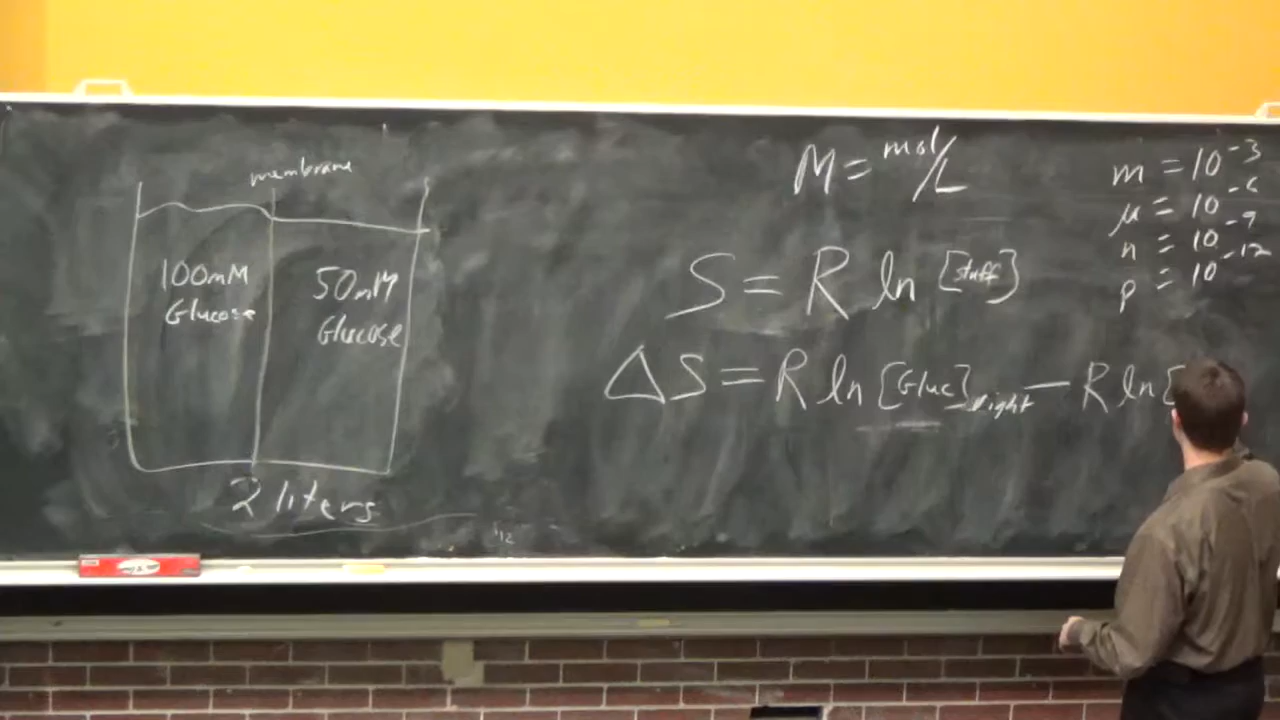 membrane
100mM
Glucose
50mM
Glucose
2 liters
M = mol/L
m = 10^-3
μ = 10^-6
n = 10^-9
p = 10^-12
S = R ln [stuff]
ΔS = R ln [Gluc]right - R ln [